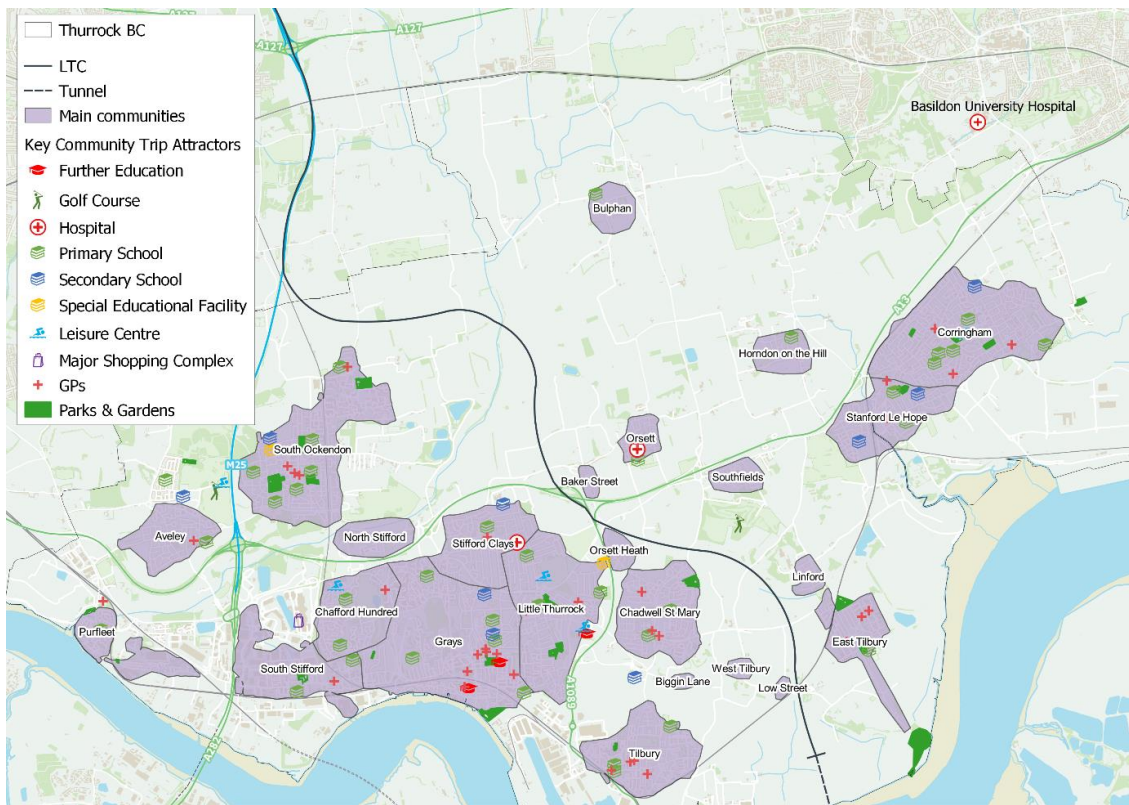 Thurrock BC
LTC
Tunnel
Main communities
Key Community Trip Attractors
Further Education
Golf Course
Hospital
Primary School
Secondary School
Special Educational Facility
Leisure Centre
Major Shopping Complex
GPs
Parks & Gardens
A127
A127
A127
Basildon University Hospital
Bulphan
A13
Corringham
Horndon on the Hill
Stanford Le Hope
Orsett
South Ockendon
M25
Baker Street
Southfields
Aveley
North Stifford
Stifford Clays
Orsett Heath
Linford
Chafford Hundred
Little Thurrock
Chadwell St Mary
Purfleet
Grays
East Tilbury
South Stifford
West Tilbury
Biggin Lane
Low Street
A1089
A282
Tilbury